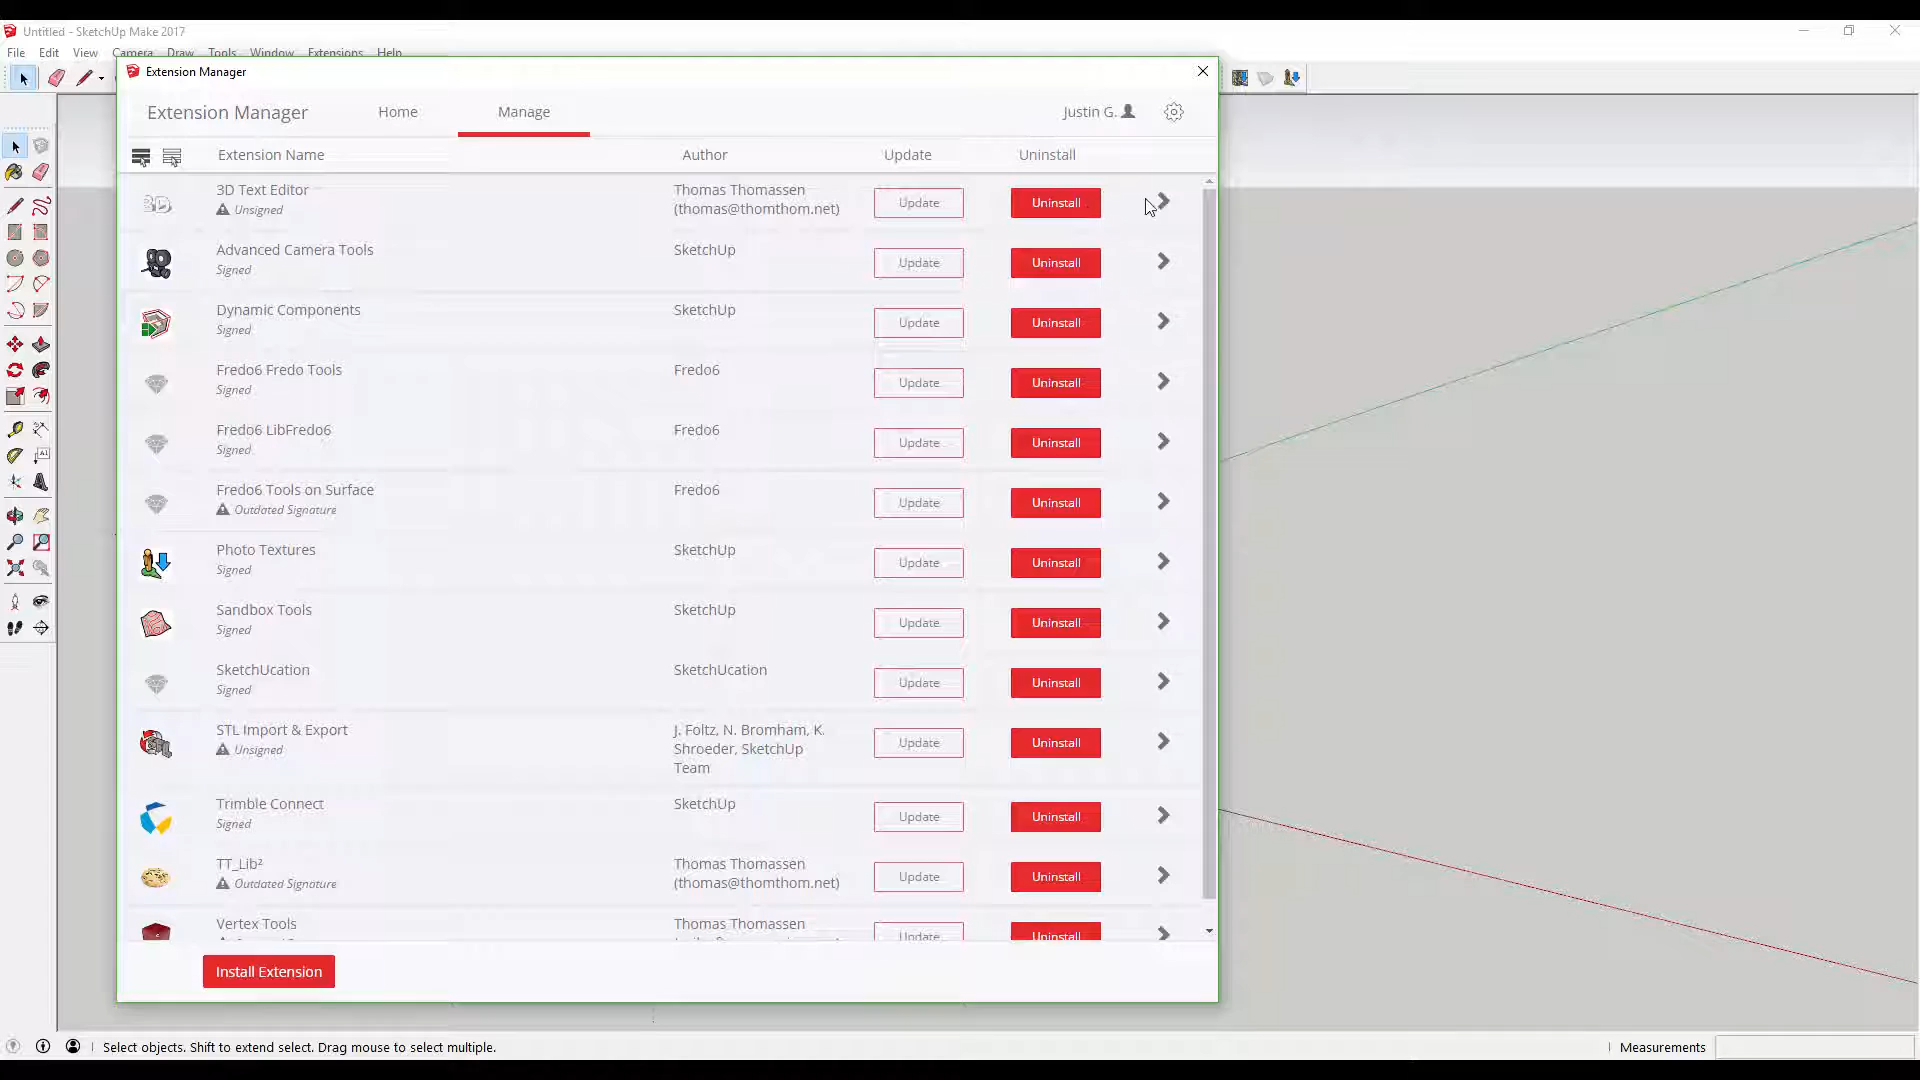 Untitled - SketchUp Make 2017
File Edit View Camera Draw Tools Window Extensions Help
Extension Manager
Extension Manager Home Manage Justin G.
Extension Name Author Update Uninstall
3D Text Editor
Unsigned
Thomas Thomassen
(thomas@thomthom.net)
Update Uninstall
Advanced Camera Tools
Signed
SketchUp
Update Uninstall
Dynamic Components
Signed
SketchUp
Update Uninstall
Fredo6 Fredo Tools
Signed
Fredo6
Update Uninstall
Fredo6 LibFredo6
Signed
Fredo6
Update Uninstall
Fredo6 Tools on Surface
Outdated Signature
Fredo6
Update Uninstall
Photo Textures
Signed
SketchUp
Update Uninstall
Sandbox Tools
Signed
SketchUp
Update Uninstall
SketchUcation
Signed
SketchUcation
Update Uninstall
STL Import & Export
Unsigned
J. Foltz, N. Bromham, K.
Shroeder, SketchUp
Team
Update Uninstall
Trimble Connect
Signed
SketchUp
Update Uninstall
TT_Lib²
Outdated Signature
Thomas Thomassen
(thomas@thomthom.net)
Update Uninstall
Vertex Tools
Thomas Thomassen
Update Uninstall
Install Extension
Select objects. Shift to extend select. Drag mouse to select multiple.
Measurements